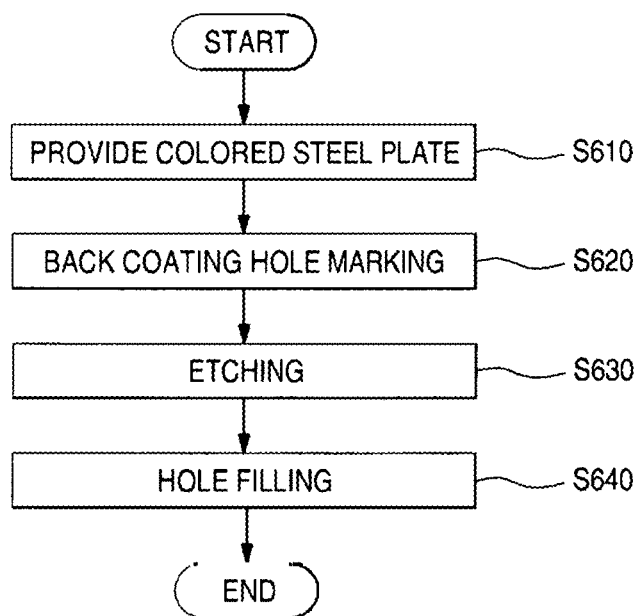 START
PROVIDE COLORED STEEL PLATE
S610
BACK COATING HOLE MARKING
S620
ETCHING
S630
HOLE FILLING
S640
END